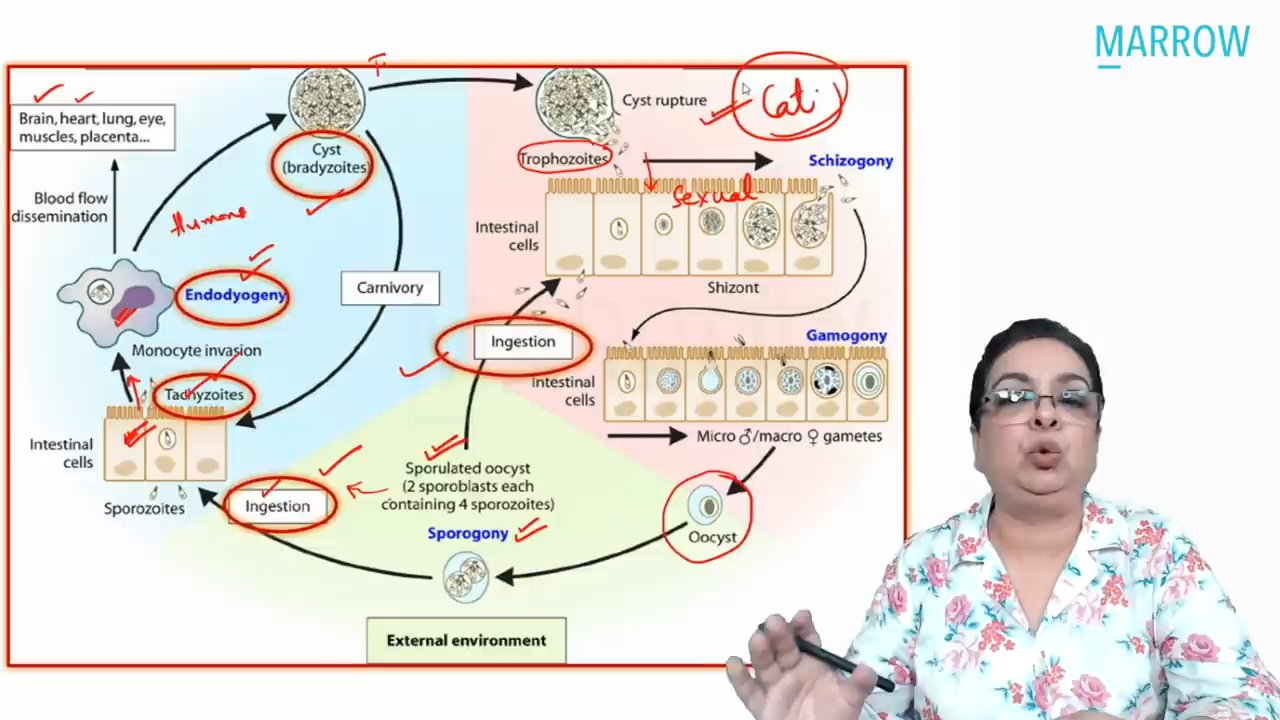 MARROW
Brain, heart, lung, eye,
muscles, placenta...
Cyst
(bradyzoites)
Cyst rupture
Cat
Trophozoites
Schizogony
Sexual
Blood flow
dissemination
Humans
Intestinal
cells
Endodyogeny
Carnivory
Shizont
Ingestion
Gamogony
Monocyte invasion
Tachyzoites
Intestinal
cells
Intestinal
cells
Micro ♂/macro ♀ gametes
Sporulated oocyst
(2 sporoblasts each
containing 4 sporozoites)
Ingestion
Sporozoites
Sporogony
Oocyst
External environment